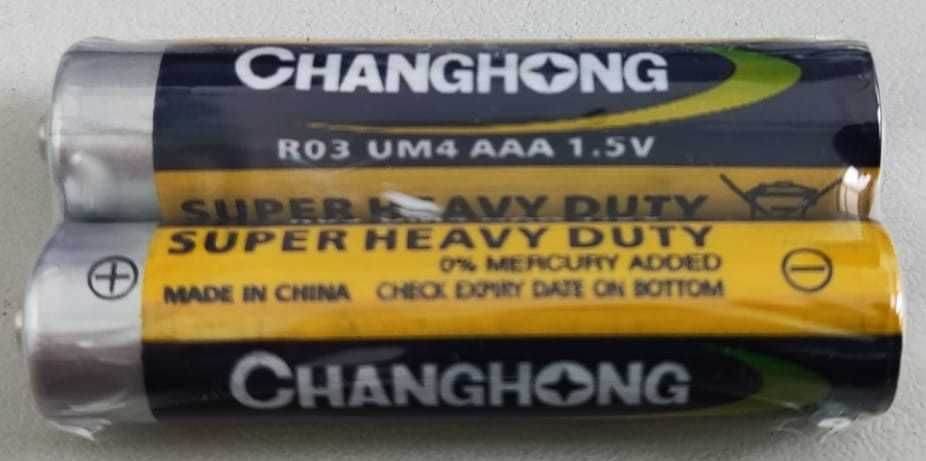 CHANGHONG
R03 UM4 AAA 1.5V
SUPER HEAVY DUTY
SUPER HEAVY DUTY
0% MERCURY ADDED
MADE IN CHINA CHECK EXPIRY DATE ON BOTTOM
CHANGHONG